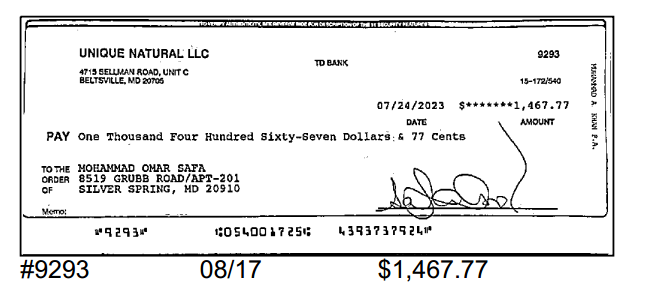 UNIQUE NATURAL LLC
4715 SELLMAN ROAD, UNIT C
BELTSVILLE, MD 20705
TD BANK
9293
15-172/540
07/24/2023 $*******1,467.77
DATE AMOUNT
PAY One Thousand Four Hundred Sixty-Seven Dollars & 77 Cents
TO THE MOHAMMAD OMAR SAFA
ORDER 8519 GRUBB ROAD/APT-201
OF SILVER SPRING, MD 20910
Memo:
MUHAMMAD A KHAN P.A.
⑈9293⑈ ⑆054001725⑆ 4393737924⑈
#9293 08/17 $1,467.77